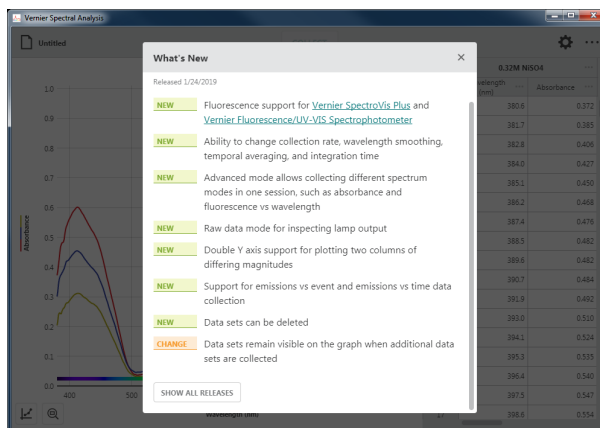 Vernier Spectral Analysis
Untitled
What's New
Released 1/24/2019
NEW Fluorescence support for Vernier SpectroVis Plus and
Vernier Fluorescence/UV-VIS Spectrophotometer
NEW Ability to change collection rate, wavelength smoothing,
temporal averaging, and integration time
NEW Advanced mode allows collecting different spectrum
modes in one session, such as absorbance and
fluorescence vs wavelength
NEW Raw data mode for inspecting lamp output
NEW Double Y axis support for plotting two columns of
differing magnitudes
NEW Support for emissions vs event and emissions vs time data
collection
NEW Data sets can be deleted
CHANGE Data sets remain visible on the graph when additional data
sets are collected
SHOW ALL RELEASES
Absorbance
1.0
0.9
0.8
0.7
0.6
0.5
0.4
0.3
0.2
0.1
0.0
400 500
Wavelength (nm)
0.32M NiSO4
velength (nm) Absorbance
380.6 0.372
381.7 0.385
382.8 0.406
384.0 0.427
385.1 0.450
386.2 0.468
387.4 0.476
388.5 0.482
389.6 0.482
390.7 0.484
391.9 0.492
393.0 0.510
394.1 0.524
395.3 0.535
396.4 0.540
397.5 0.547
17 398.6 0.554